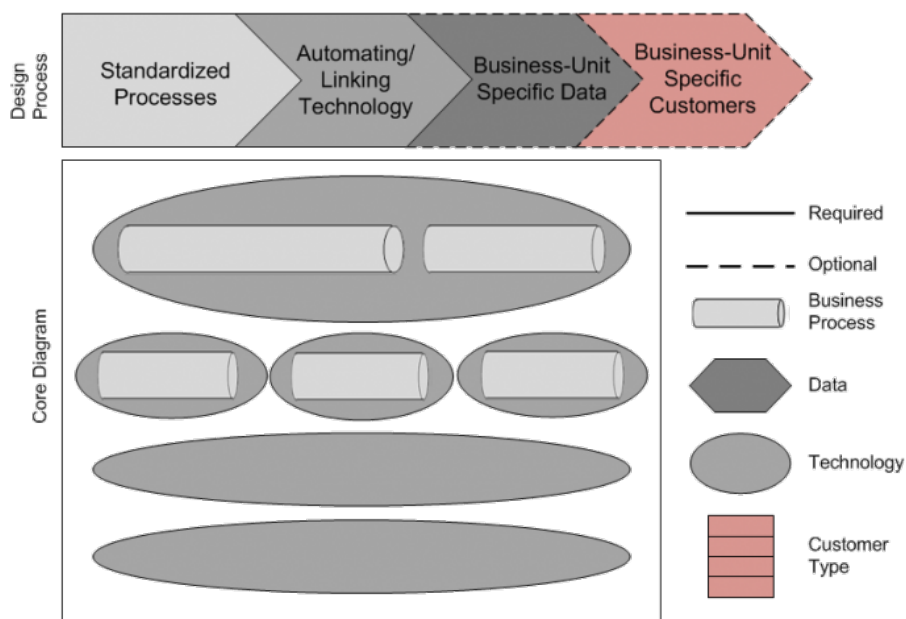 Design
Process
Standardized
Processes
Automating/
Linking
Technology
Business-Unit
Specific Data
Business-Unit
Specific
Customers
Core Diagram
Required
Optional
Business
Process
Data
Technology
Customer
Type